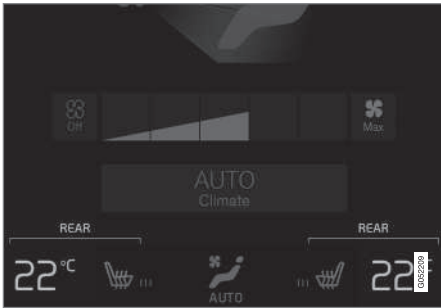 Off
Max
AUTO
Climate
REAR
REAR
22°C
AUTO
22
G052209